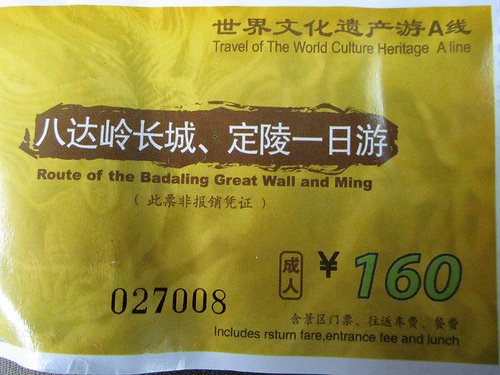 世界文化遗产游A线
Travel of The World Culture Heritage A line
八达岭长城、定陵一日游
Route of the Badaling Great Wall and Ming
（此票非报销凭证）
成人 ¥ 160
027008
含景区门票、往返车费、餐费
Includes rsturn fare,entrance fee and lunch